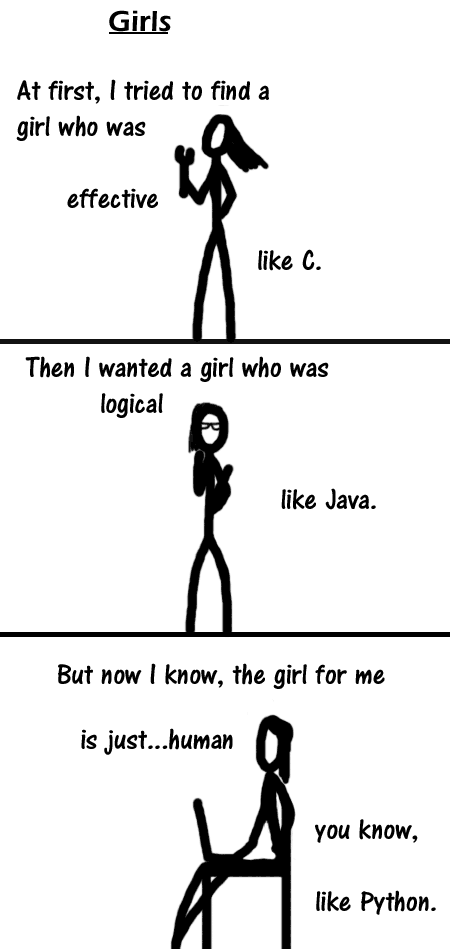 Girls
At first, I tried to find a
girl who was
effective
like C.
Then I wanted a girl who was
logical
like Java.
But now I know, the girl for me
is just...human
you know,
like Python.